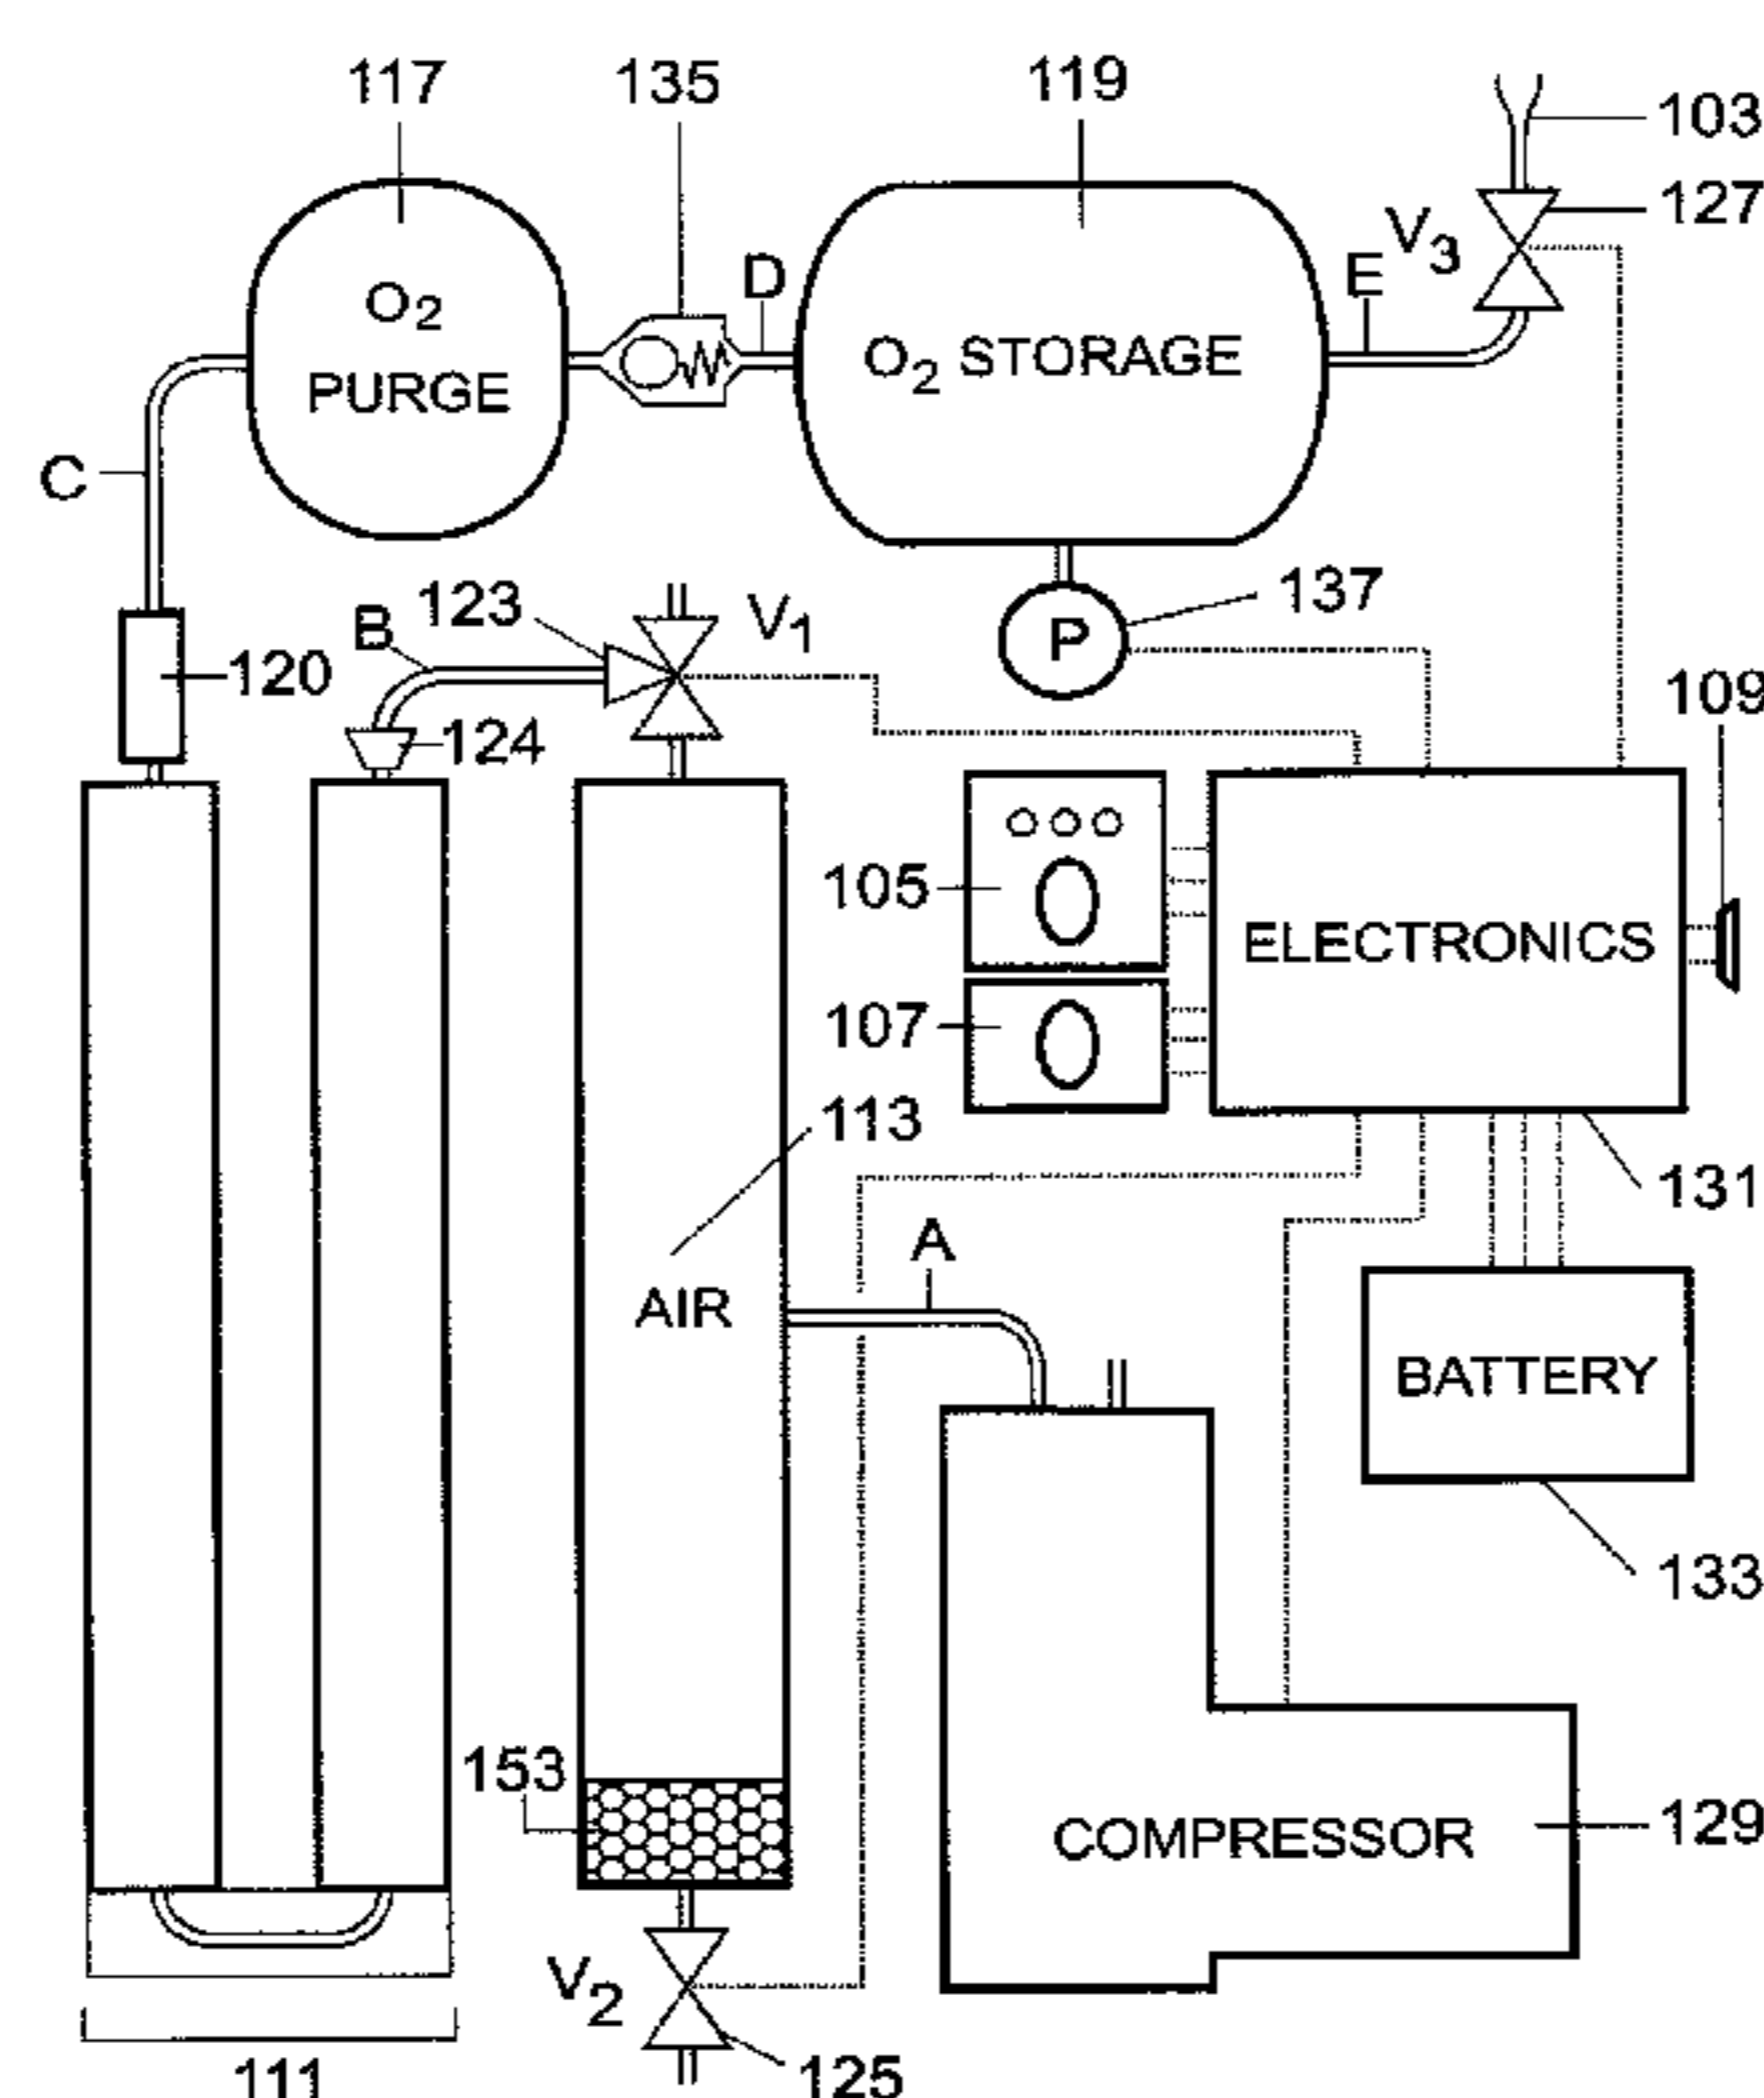 117
135
119
103
127
V3
O2
PURGE
D
O2 STORAGE
E
C
B
123
V1
137
P
120
124
109
105
ELECTRONICS
107
113
131
A
AIR
BATTERY
133
153
COMPRESSOR
129
V2
125
111